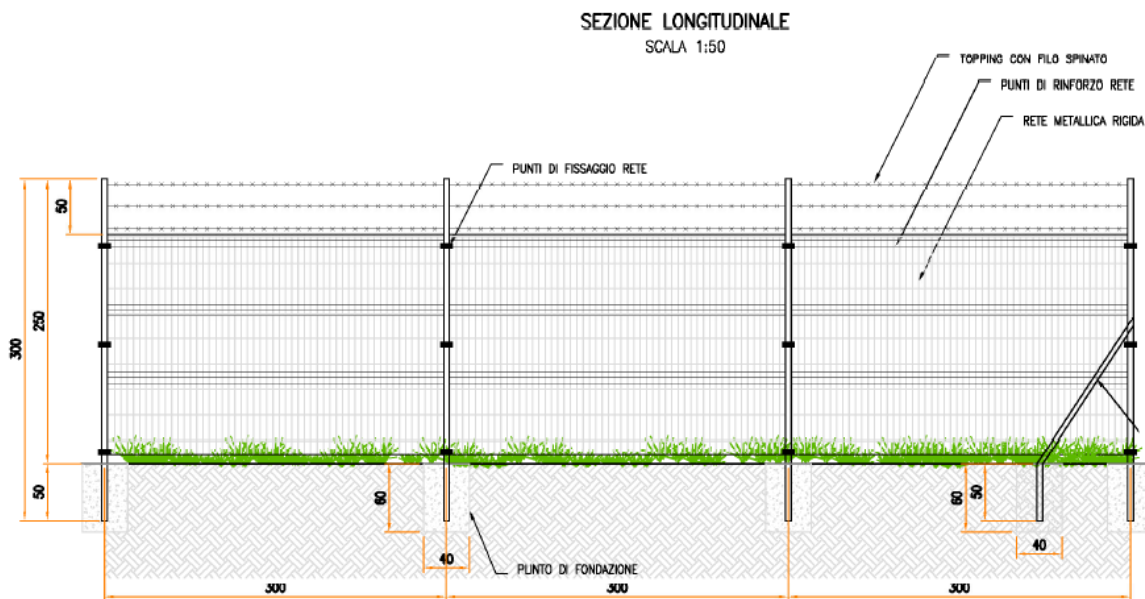 SEZIONE LONGITUDINALE
SCALA 1:50
TOPPING CON FILO SPINATO
PUNTI DI RINFORZO RETE
RETE METALLICA RIGIDA
PUNTI DI FISSAGGIO RETE
50
250
300
50
60
40
60
50
40
PUNTO DI FONDAZIONE
300
300
300